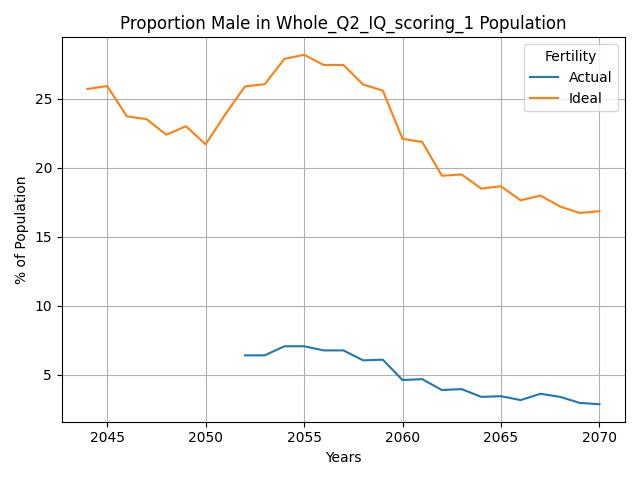 Proportion Male in Whole_Q2_IQ_scoring_1 Population
Fertility
Actual
Ideal
% of Population
25
20
15
10
5
2045 2050 2055 2060 2065 2070
Years